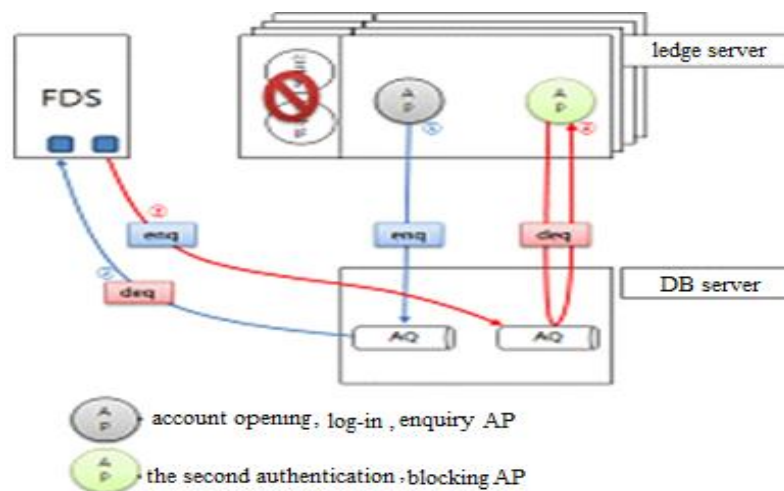 ledge server
FDS
A
P
A
P
enq
enq
deq
DB server
deq
AQ
AQ
A
P
account opening, log-in , enquiry AP
A
P
the second authentication , blocking AP